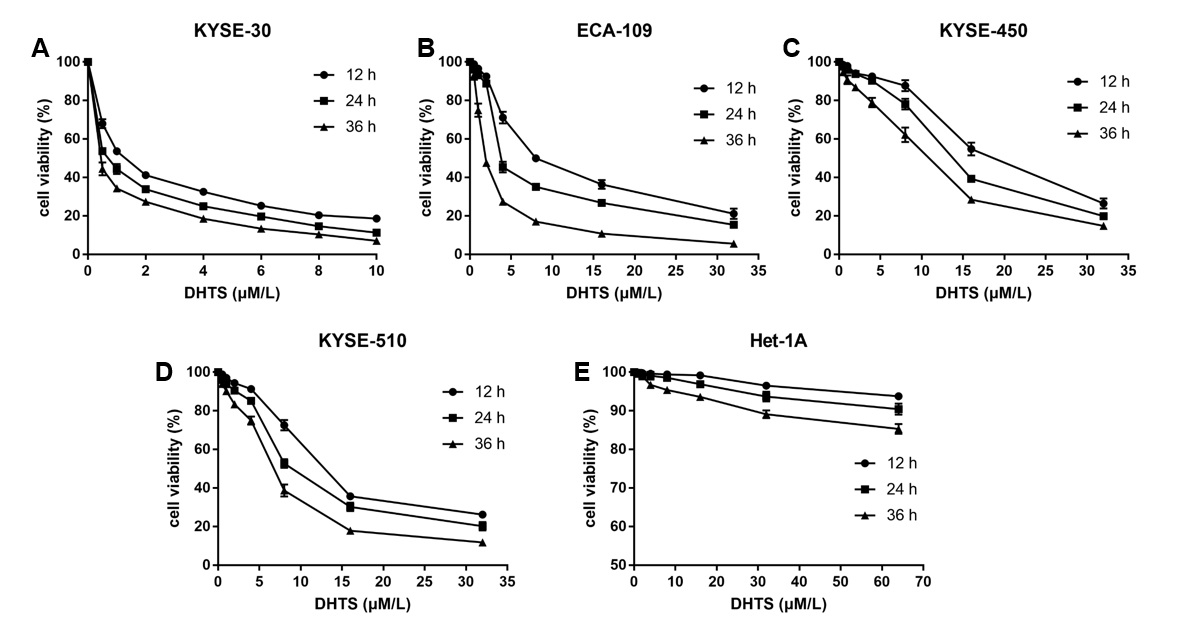 A
KYSE-30
100
80
60
40
20
0
cell viability (%)
0 2 4 6 8 10
DHTS (µM/L)
12 h
24 h
36 h
B
ECA-109
100
80
60
40
20
0
cell viability (%)
0 5 10 15 20 25 30 35
DHTS (µM/L)
12 h
24 h
36 h
C
KYSE-450
100
80
60
40
20
0
cell viability (%)
0 5 10 15 20 25 30 35
DHTS (µM/L)
12 h
24 h
36 h
D
KYSE-510
100
80
60
40
20
0
cell viability (%)
0 5 10 15 20 25 30 35
DHTS (µM/L)
12 h
24 h
36 h
E
Het-1A
100
90
80
70
60
50
cell viability (%)
0 10 20 30 40 50 60 70
DHTS (µM/L)
12 h
24 h
36 h